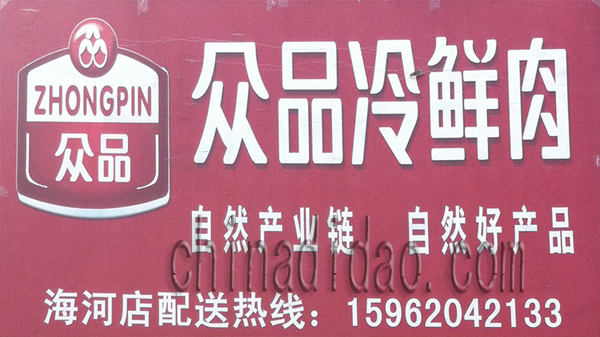 ZHONGPIN
众品
众品冷鲜肉
自然产业链 自然好产品
chinadidao.com
海河店配送热线：15962042133